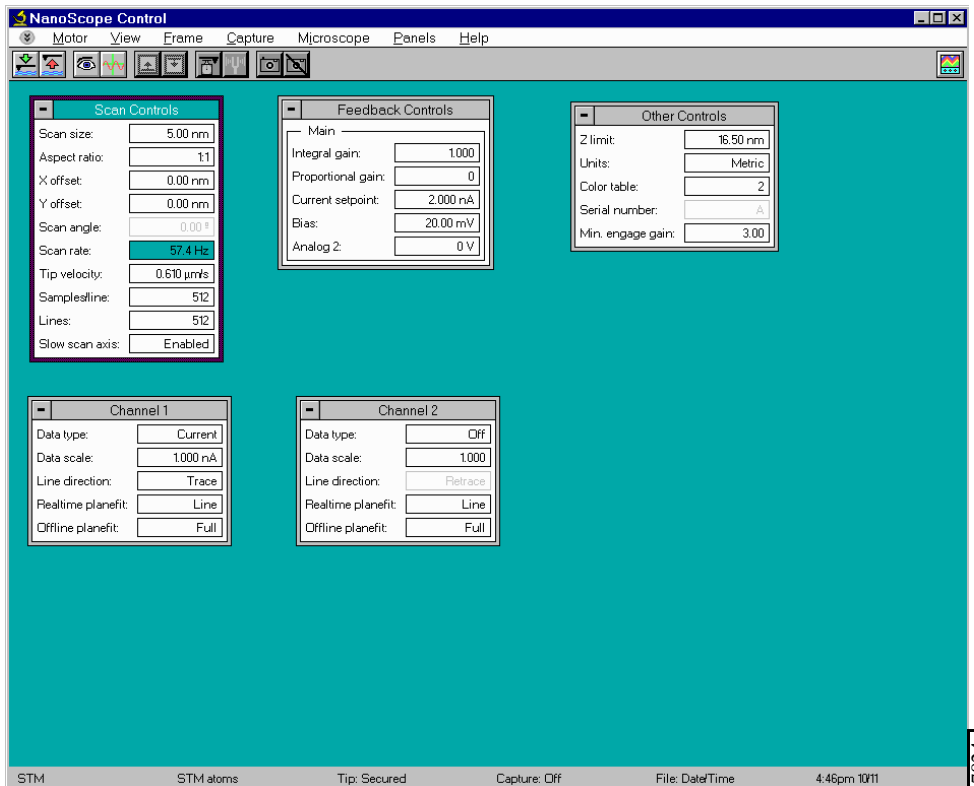 NanoScope Control
Motor View Frame Capture Microscope Panels Help
Scan Controls
Scan size: 5.00 nm
Aspect ratio: 1:1
X offset: 0.00 nm
Y offset: 0.00 nm
Scan angle: 0.00 º
Scan rate: 57.4 Hz
Tip velocity: 0.610 µm/s
Samples/line: 512
Lines: 512
Slow scan axis: Enabled
Feedback Controls
Main
Integral gain: 1.000
Proportional gain: 0
Current setpoint: 2.000 nA
Bias: 20.00 mV
Analog 2: 0 V
Other Controls
Z limit: 16.50 nm
Units: Metric
Color table: 2
Serial number: A
Min. engage gain: 3.00
Channel 1
Data type: Current
Data scale: 1.000 nA
Line direction: Trace
Realtime planefit: Line
Offline planefit: Full
Channel 2
Data type: Off
Data scale: 1.000
Line direction: Retrace
Realtime planefit: Line
Offline planefit: Full
STM STM atoms Tip: Secured Capture: Off File: Date/Time 4:46pm 10/11